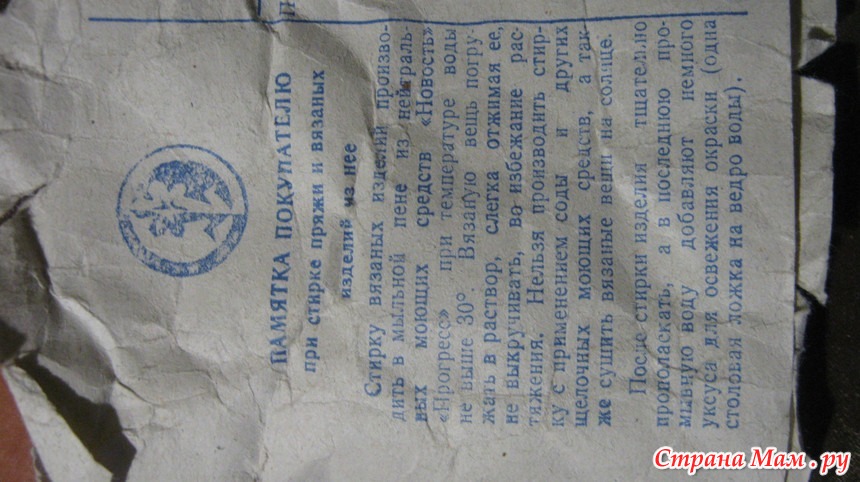 ПАМЯТКА ПОКУПАТЕЛЮ
при стирке пряжи и вязаных
изделий из нее
Стирку вязаных изделий произво-
дить в мыльной пене из нейтраль-
ных моющих средств «Новость»
«Прогресс» при температуре воды
не выше 30°. Вязаную вещь погру-
жать в раствор, слегка отжимая ее,
не выкручивать, во избежание рас-
тяжения. Нельзя производить стир-
ку с применением соды и других
щелочных моющих средств, а так-
же сушить вязаные вещи на солнце.
После стирки изделия тщательно
прополаскать, а в последнюю про-
мывную воду добавляют немного
уксуса для освежения окраски (одна
столовая ложка на ведро воды).
Страна Мам.ру